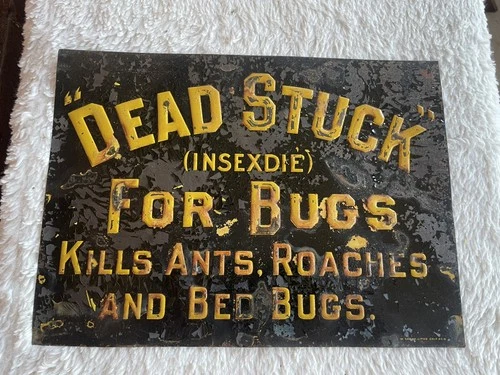 "DEAD STUCK"
(INSEXDIE)
FOR BUGS
KILLS ANTS, ROACHES
AND BED BUGS.